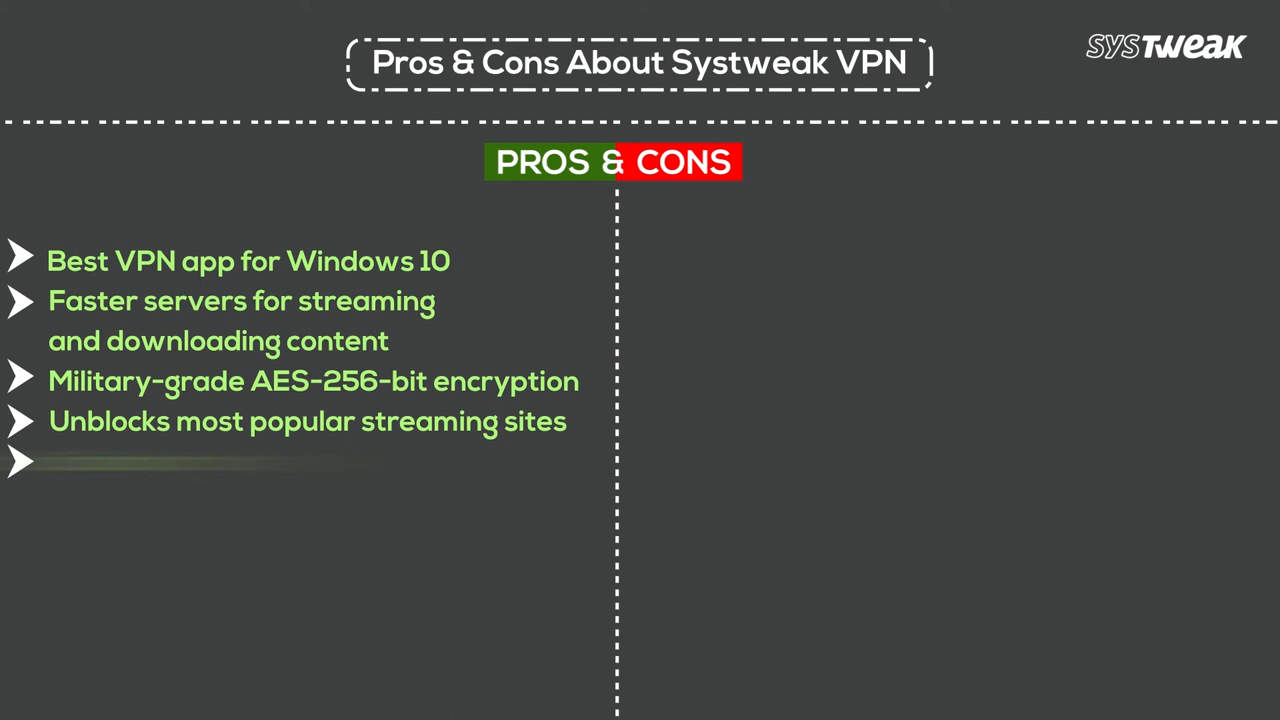 Pros & Cons About Systweak VPN
SYSTWEAK
PROS & CONS
Best VPN app for Windows 10
Faster servers for streaming
and downloading content
Military-grade AES-256-bit encryption
Unblocks most popular streaming sites